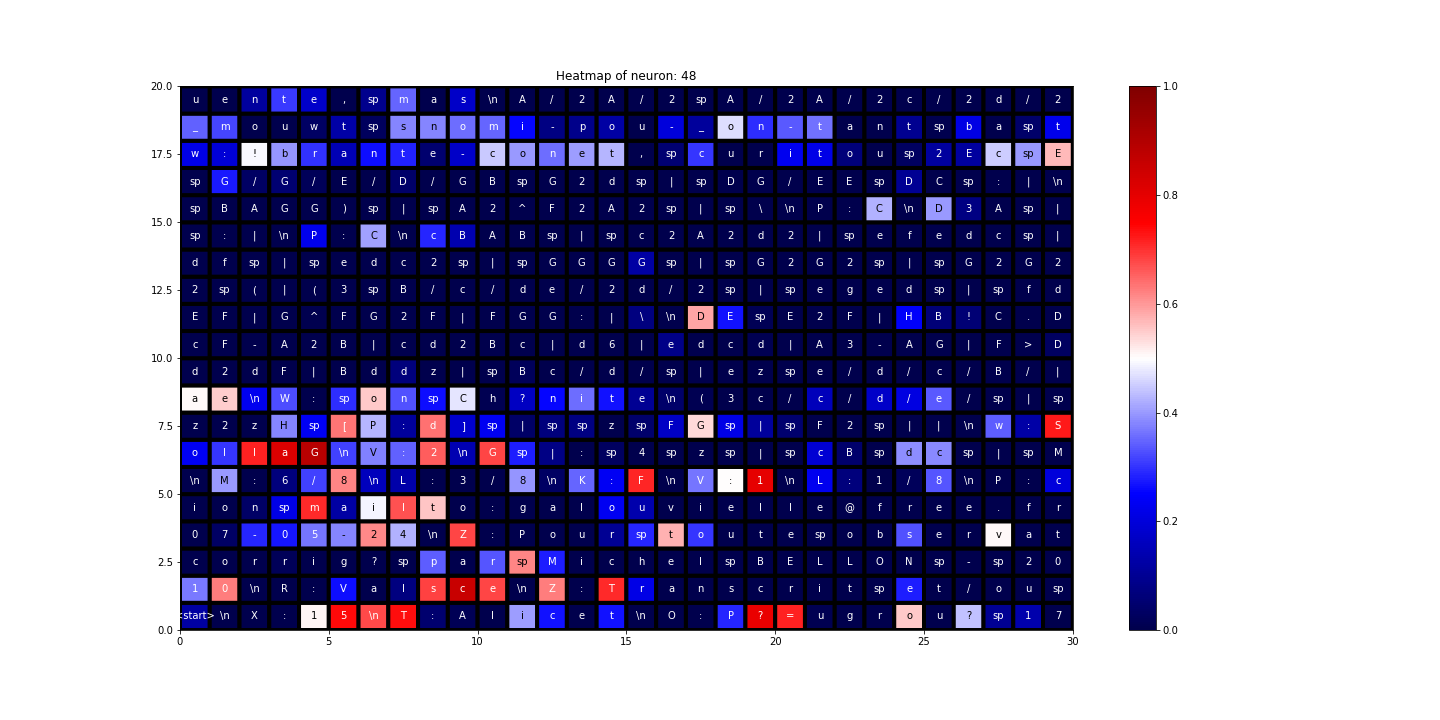 Heatmap of neuron: 48
20.0
u e n t e , sp m a s \n A / 2 A / 2 sp A / 2 A / 2 c / 2 d / 2
_ m o u w t sp s n o m i - p o u - _ o n - t a n t sp b a sp t
17.5
w : ! b r a n t e - c o n e t , sp c u r i t o u sp 2 E c sp E
sp G / G / E / D / G B sp G 2 d sp | sp D G / E E sp D C sp : | \n
sp B A G G ) sp | sp A 2 ^ F 2 A 2 sp | sp \ \n P : C \n D 3 A sp |
15.0
sp : | \n P : C \n c B A B sp | sp c 2 A 2 d 2 | sp e f e d c sp |
d f sp | sp e d c 2 sp | sp G G G G sp | sp G 2 G 2 sp | sp G 2 G 2
12.5
2 sp ( | ( 3 sp B / c / d e / 2 d / 2 sp | sp e g e d sp | sp f d
E F | G ^ F G 2 F | F G G : | \ \n D E sp E 2 F | H B ! C . D
c F - A 2 B | c d 2 B c | d 6 | e d c d | A 3 - A G | F > D
10.0
d 2 d F | B d d z | sp B c / d / sp | e z sp e / d / c / B / |
a e \n W : sp o n sp C h ? n i t e \n ( 3 c / c / d / e / sp | sp
7.5
z 2 z H sp [ P : d ] sp | sp sp z sp F G sp | sp F 2 sp | | \n w : S
o l l a G \n V : 2 \n G sp | : sp 4 sp z sp | sp c B sp d c sp | sp M
\n M : 6 / 8 \n L : 3 / 8 \n K : F \n V : 1 \n L : 1 / 8 \n P : c
5.0
i o n sp m a i l t o : g a l o u v i e l l e @ f r e e . f r
0 7 - 0 5 - 2 4 \n Z : P o u r sp t o u t e sp o b s e r v a t
2.5
c o r r i g ? sp p a r sp M i c h e l sp B E L L O N sp - sp 2 0
1 0 \n R : V a l s c e \n Z : T r a n s c r i t sp e t / o u sp
<start> \n X : 1 5 \n T : A l i c e t \n O : P ? = u g r o u ? sp 1 7
0.0
0 5 10 15 20 25 30
1.0
0.8
0.6
0.4
0.2
0.0